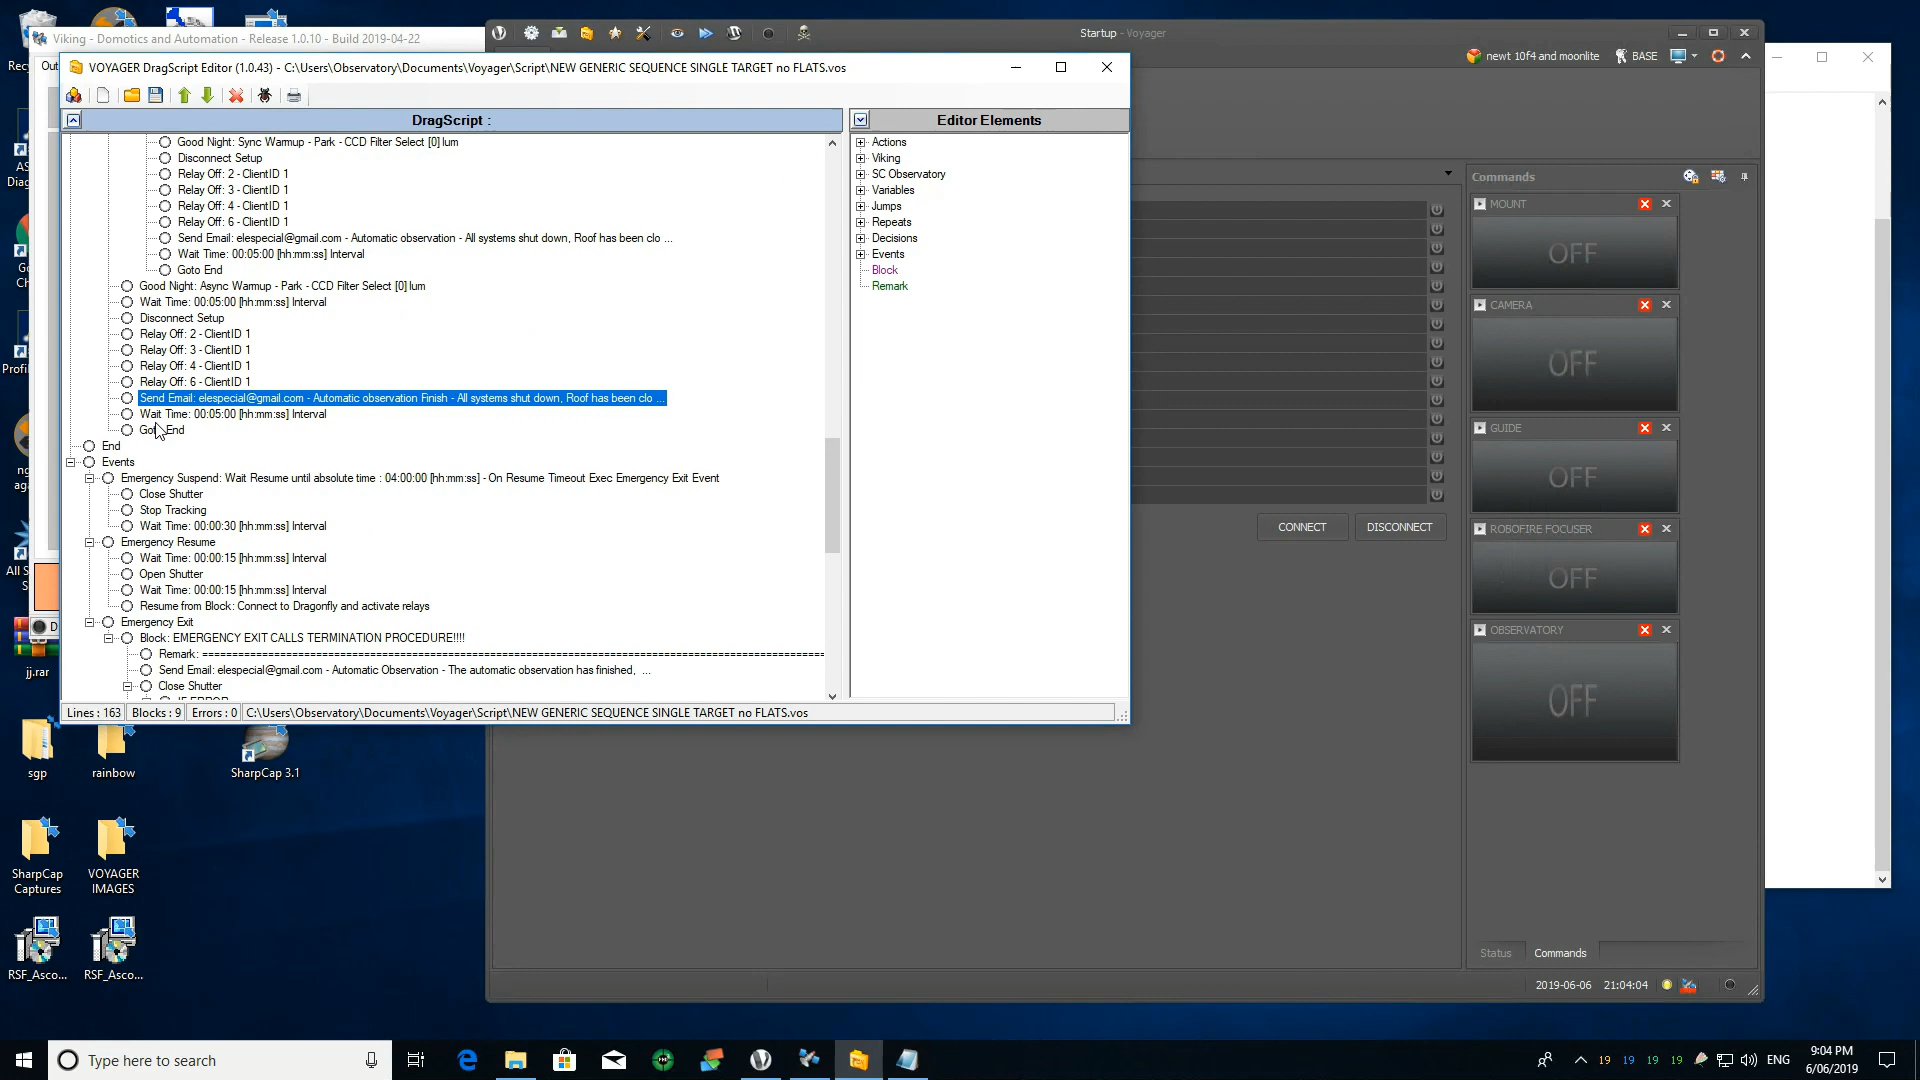 Viking - Domotics and Automation - Release 1.0.10 - Build 2019-04-22
Startup - Voyager
newt 10f4 and moonlite
BASE
VOYAGER DragScript Editor (1.0.43) - C:\Users\Observatory\Documents\Voyager\Script\NEW GENERIC SEQUENCE SINGLE TARGET no FLATS.vos
DragScript :
Editor Elements
Good Night: Sync Warmup - Park - CCD Filter Select [0] lum
Disconnect Setup
Relay Off: 2 - ClientID 1
Relay Off: 3 - ClientID 1
Relay Off: 4 - ClientID 1
Relay Off: 6 - ClientID 1
Send Email: elespecial@gmail.com - Automatic observation - All systems shut down, Roof has been clo ...
Wait Time: 00:05:00 [hh:mm:ss] Interval
Goto End
Good Night: Async Warmup - Park - CCD Filter Select [0] lum
Wait Time: 00:05:00 [hh:mm:ss] Interval
Disconnect Setup
Relay Off: 2 - ClientID 1
Relay Off: 3 - ClientID 1
Relay Off: 4 - ClientID 1
Relay Off: 6 - ClientID 1
Send Email: elespecial@gmail.com - Automatic observation Finish - All systems shut down, Roof has been clo ...
Wait Time: 00:05:00 [hh:mm:ss] Interval
Goto End
End
Events
Emergency Suspend: Wait Resume until absolute time : 04:00:00 [hh:mm:ss] - On Resume Timeout Exec Emergency Exit Event
Close Shutter
Stop Tracking
Wait Time: 00:00:30 [hh:mm:ss] Interval
Emergency Resume
Wait Time: 00:00:15 [hh:mm:ss] Interval
Open Shutter
Wait Time: 00:00:15 [hh:mm:ss] Interval
Resume from Block: Connect to Dragonfly and activate relays
Emergency Exit
Block: EMERGENCY EXIT CALLS TERMINATION PROCEDURE!!!!
Remark: ==========================================================================================
Send Email: elespecial@gmail.com - Automatic Observation - The automatic observation has finished, ...
Close Shutter
IF ERROR
Actions
Viking
SC Observatory
Variables
Jumps
Repeats
Decisions
Events
Block
Remark
Lines : 163
Blocks : 9
Errors : 0
C:\Users\Observatory\Documents\Voyager\Script\NEW GENERIC SEQUENCE SINGLE TARGET no FLATS.vos
Commands
MOUNT
OFF
CAMERA
OFF
GUIDE
OFF
ROBOFIRE FOCUSER
OFF
OBSERVATORY
OFF
CONNECT
DISCONNECT
Status
Commands
2019-06-06
21:04:04
jj.rar
sgp
rainbow
SharpCap 3.1
SharpCap
Captures
VOYAGER
IMAGES
RSF_Asco...
RSF_Asco...
Type here to search
19
19
19
19
ENG
9:04 PM
6/06/2019